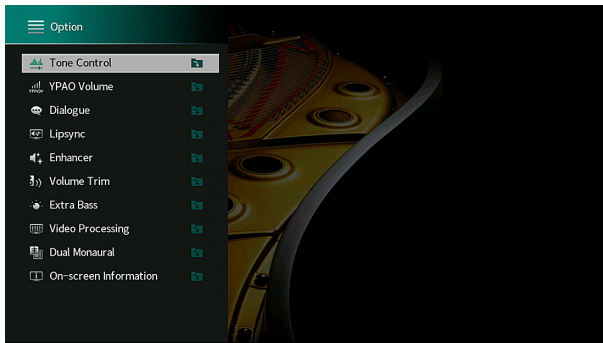 Option
Tone Control
YPAO Volume
Dialogue
Lipsync
Enhancer
Volume Trim
Extra Bass
Video Processing
Dual Monaural
On-screen Information